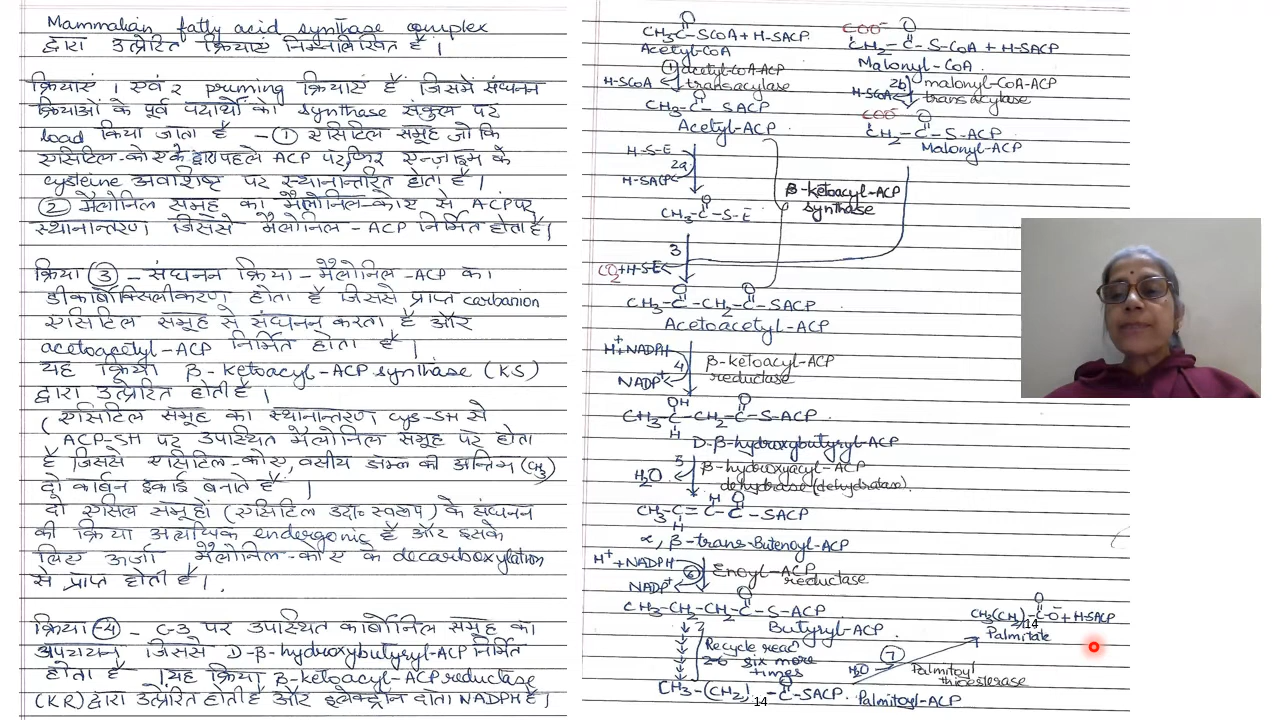 Mammalian fatty acid synthase complex
द्वारा उत्प्रेरित क्रियाएं निम्नलिखित है ।
क्रियाएं 1 एवं 2 priming क्रियाएं हैं जिसमें संघनन
क्रियाओं के पूर्व पदार्थों को synthase संकुल पर
load किया जाता है - ① एसिटिल समूह जो कि
एसिटिल-कोए के द्वारा पहले ACP पर, फिर एन्जाइम के
cysteine अवशिष्ट पर स्थानान्तरित होता है ।
② मैलोनिल समूह का मैलोनिल-कोए से ACP पर
स्थानान्तरण जिससे मैलोनिल-ACP निर्मित होता है।
क्रिया ③ - संघनन क्रिया - मैलोनिल-ACP का
डीकार्बोक्सिलीकरण होता है जिससे प्राप्त carbanion
एसिटिल समूह से संघनन करता है और
acetoacetyl-ACP निर्मित होता है ।
यह क्रिया β-ketoacyl-ACP synthase (KS)
द्वारा उत्प्रेरित होती है ।
(एसिटिल समूह का स्थानान्तरण cys-SH से
ACP-SH पर उपस्थित मैलोनिल समूह पर होता
है जिससे एसिटिल-कोए, वसीय अम्ल की अन्तिम (CH3)
दो कार्बन इकाई बनाते है ।
दो एसिल समूहों (एसिटिल उदा० स्वरूप) के संघनन
की क्रिया अत्यधिक endergonic है और इसके
लिए ऊर्जा मैलोनिल-कोए के decarboxylation
से प्राप्त होती है ।
क्रिया ④ - C-3 पर उपस्थित कार्बोनिल समूह का
अपचयन जिससे D-β-hydroxybutyryl-ACP निर्मित
होता है । यह क्रिया β-ketoacyl-ACP reductase
(KR) द्वारा उत्प्रेरित होती है और इलेक्ट्रॉन दाता NADPH है।
O
CH3C-SCoA + H-SACP
Acetyl-CoA
① acetyl-CoA-ACP
H-SCoA transacylase
O
CH3-C-SACP
Acetyl-ACP
H-S-E
2a
H-SACP
CH3-C-S-E
3
CO2+H-S-E
COO⁻ O
CH2-C-S-CoA + H-SACP
Malonyl-CoA
2b malonyl-CoA-ACP
H-SCoA transacylase
COO⁻ O
CH2-C-S-ACP
Malonyl-ACP
β-ketoacyl-ACP
synthase
O O
CH3-C-CH2-C-SACP
Acetoacetyl-ACP
H⁺+NADPH
4 β-ketoacyl-ACP
NADP⁺ reductase
OH O
CH3-C-CH2-C-S-ACP
H
D-β-hydroxybutyryl-ACP
5 β-hydroxyacyl-ACP
H2O dehydrase (dehydratase)
H O
CH3-C=C-C-SACP
H
α, β-trans-Butenoyl-ACP
H⁺+NADPH ⑥ Enoyl-ACP
NADP⁺ reductase
O
CH3-CH2-CH2-C-S-ACP
Butyryl-ACP
Recycle reac
2-6 six more
times
O
CH3-(CH2)14-C-SACP Palmitoyl-ACP
⑦
H2O Palmitoyl
thioesterase
O
CH3(CH2)14-C-O⁻ + H-SACP
Palmitate